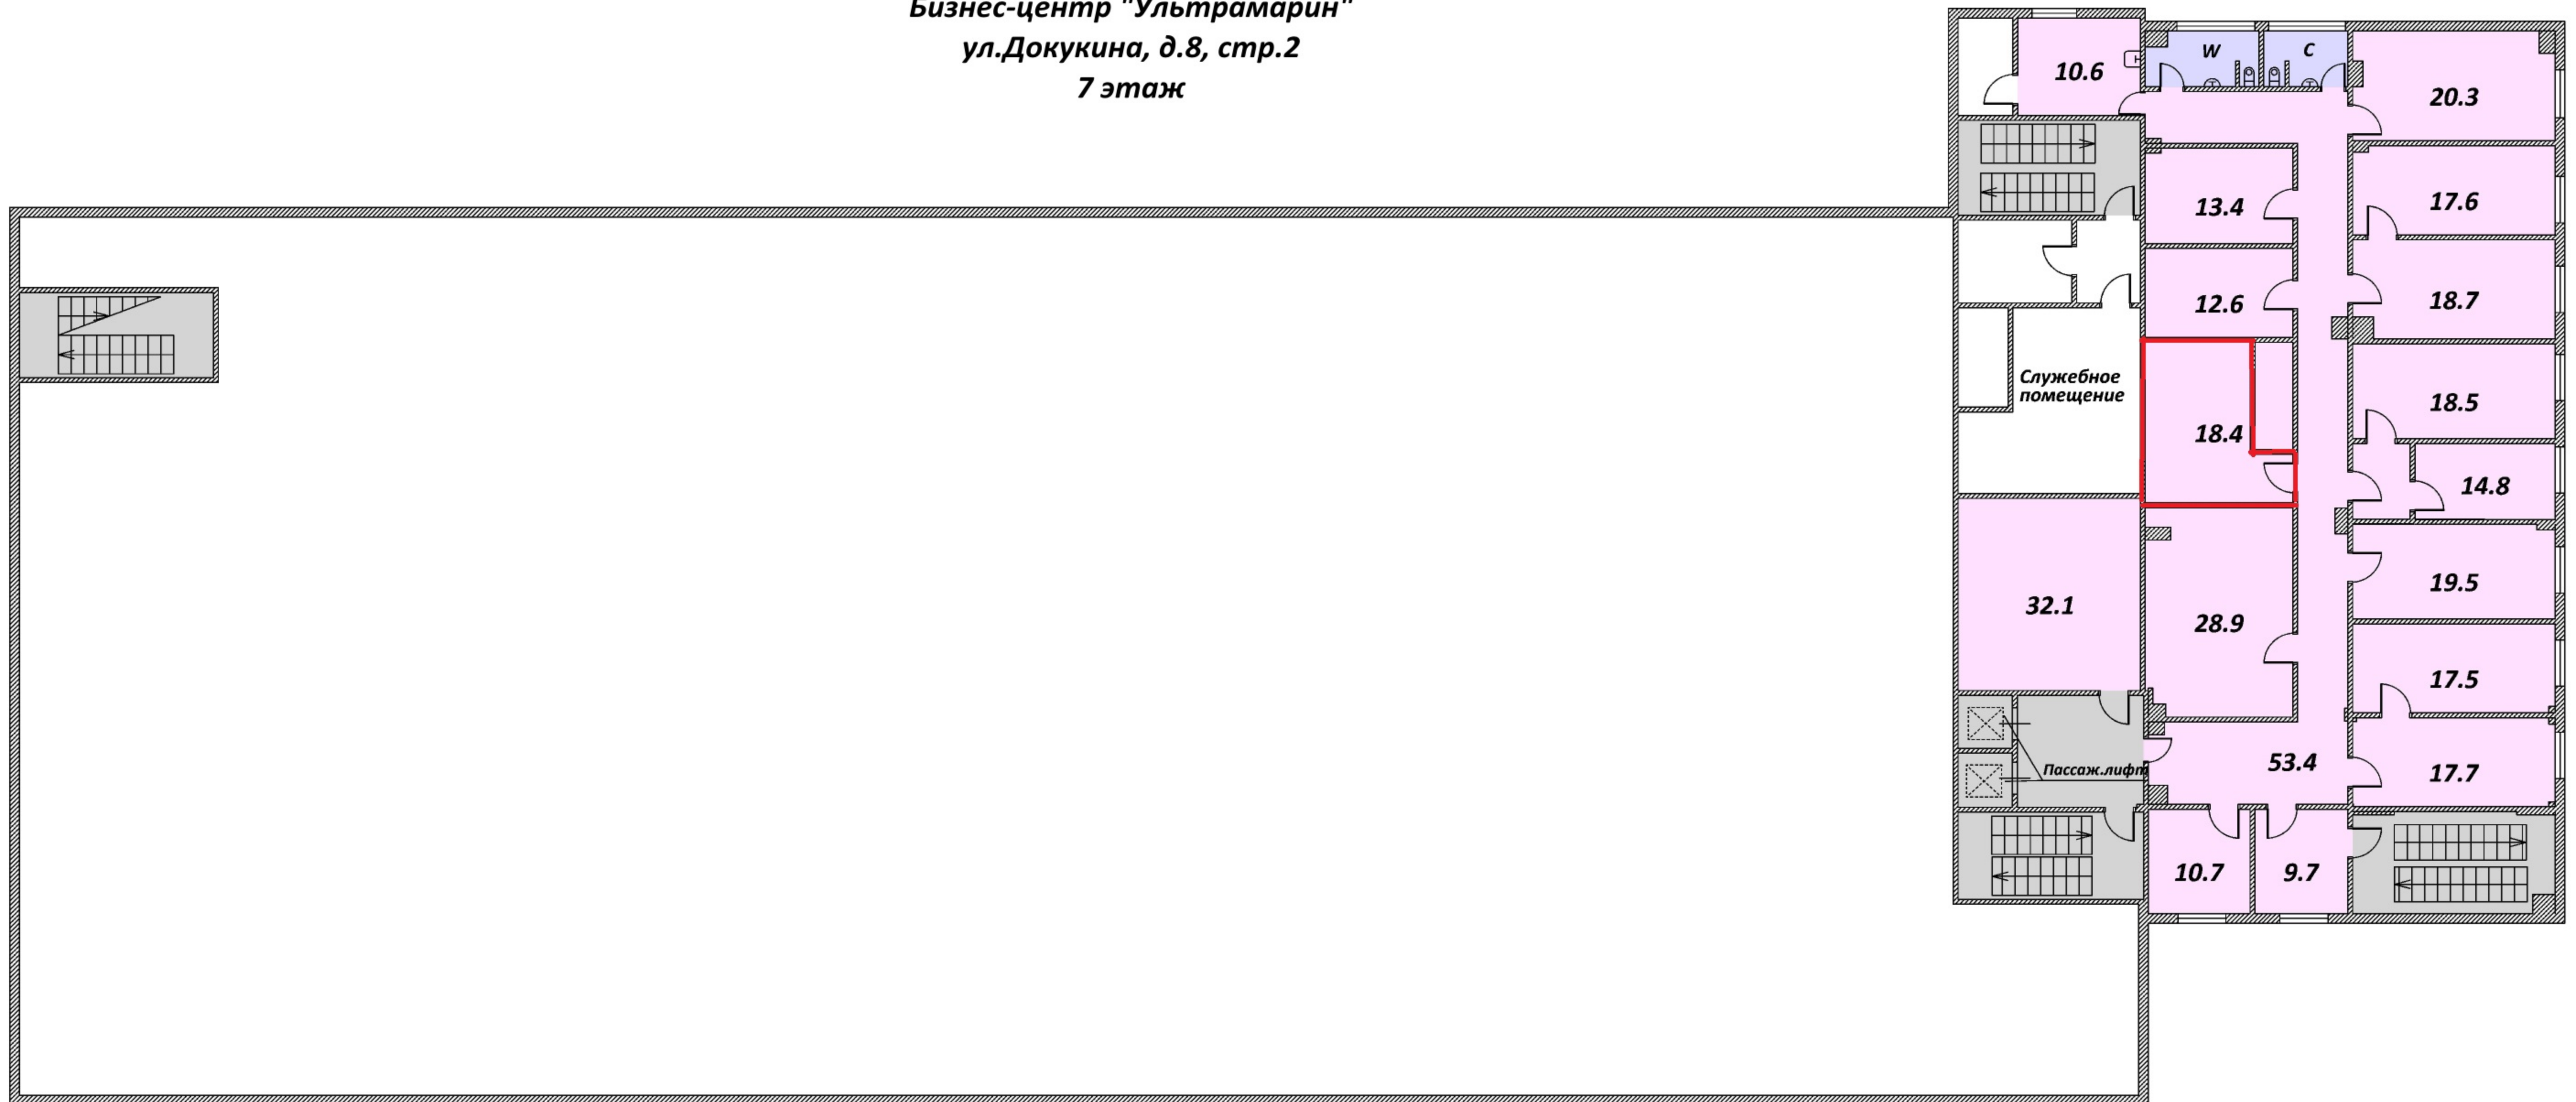 Бизнес-центр "Ультрамарин"
ул.Докукина, д.8, стр.2
7 этаж
10.6
W
C
20.3
13.4
17.6
12.6
18.7
Служебное
помещение
18.4
18.5
14.8
32.1
28.9
19.5
17.5
Пассаж.лифт
53.4
17.7
10.7
9.7